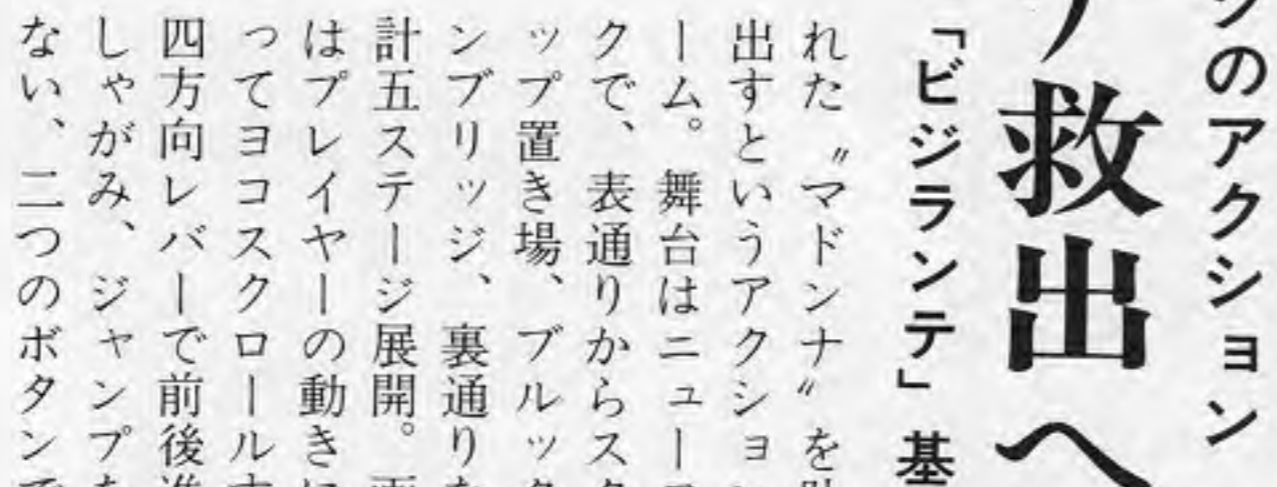 のアクション
救出へ
「ビジランテ」基
れた〝マドンナ〟を
出すというアクショ
ーム。舞台はニュー
クで、表通りからス
ップ置き場、ブルッ
ンブリッジ、裏通り
計五ステージ展開。
はプレイヤーの動き
ってヨコスクロール
四方向レバーで前後
しゃがみ、ジャンプ
ない、二つのボタン